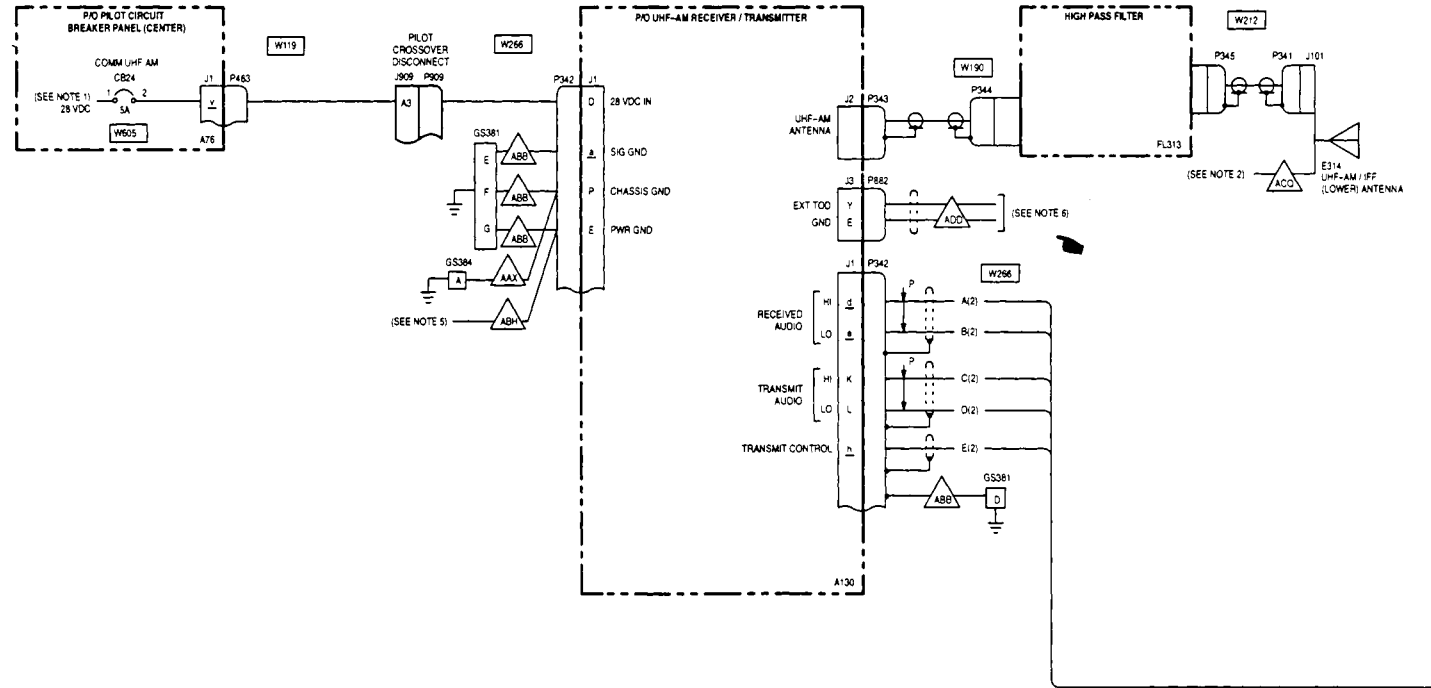 P/O PILOT CIRCUIT
BREAKER PANEL (CENTER)
COMM UHF AM
CB24
(SEE NOTE 1)
28 VDC
1
2
5A
W605
J1
P463
v
A76
W119
PILOT
CROSSOVER
DISCONNECT
J909
P909
A3
W266
P/O UHF-AM RECEIVER / TRANSMITTER
P342
J1
D
28 VDC IN
a
SIG GND
P
CHASSIS GND
E
PWR GND
GS381
E
ABB
F
ABB
G
ABB
GS384
A
AAX
(SEE NOTE 5)
ABH
A130
UHF-AM
ANTENNA
J2
P343
W190
P344
HIGH PASS FILTER
FL313
P345
W212
P341
J101
(SEE NOTE 2)
ACQ
E314
UHF-AM / IFF
(LOWER) ANTENNA
J3
P882
EXT TOD
Y
GND
E
ADD
(SEE NOTE 6)
J1
P342
W266
RECEIVED
AUDIO
HI
d
P
A(2)
LO
e
B(2)
TRANSMIT
AUDIO
HI
K
P
C(2)
LO
L
D(2)
TRANSMIT CONTROL
h
E(2)
ABB
GS381
D